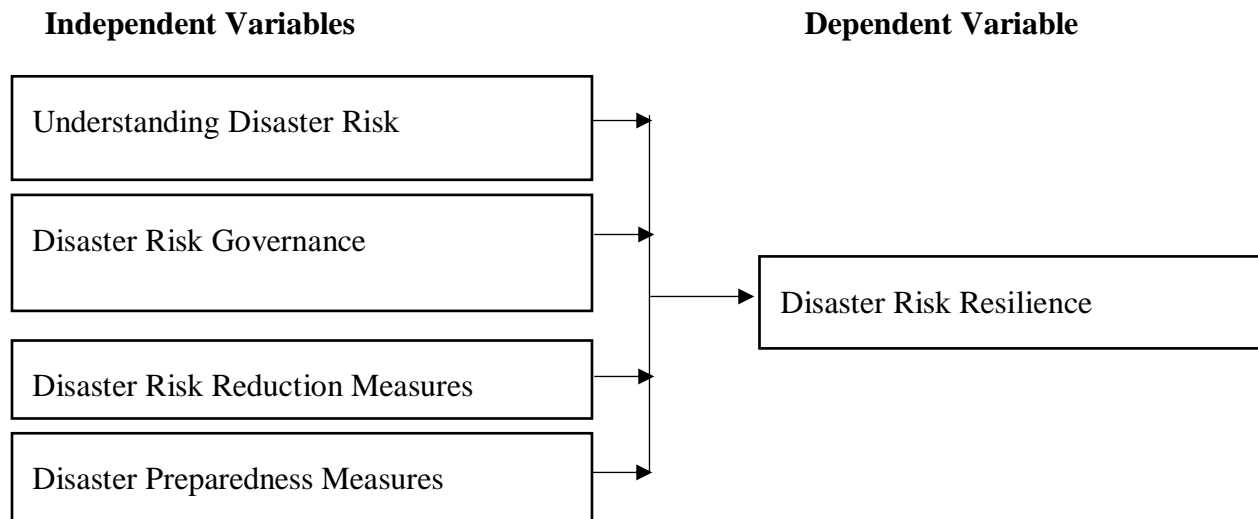 Independent Variables
Dependent Variable
Understanding Disaster Risk
Disaster Risk Governance
Disaster Risk Resilience
Disaster Risk Reduction Measures
Disaster Preparedness Measures